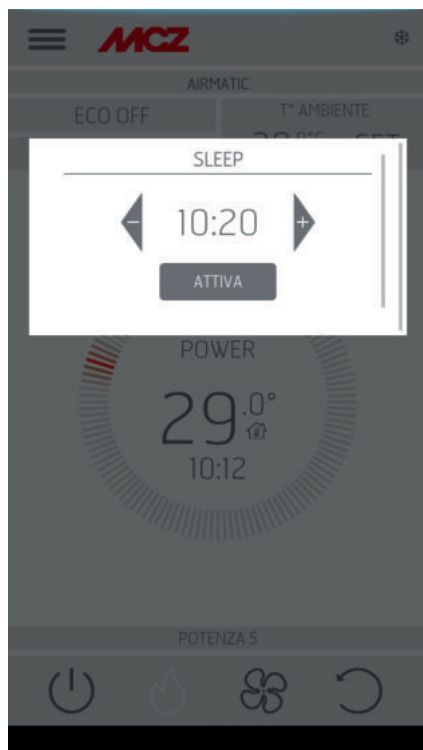 MCZ
AIRMATIC
ECO OFF
T° AMBIENTE
SLEEP
- 10:20 +
ATTIVA
POWER
29.0°
10:12
POTENZA 5